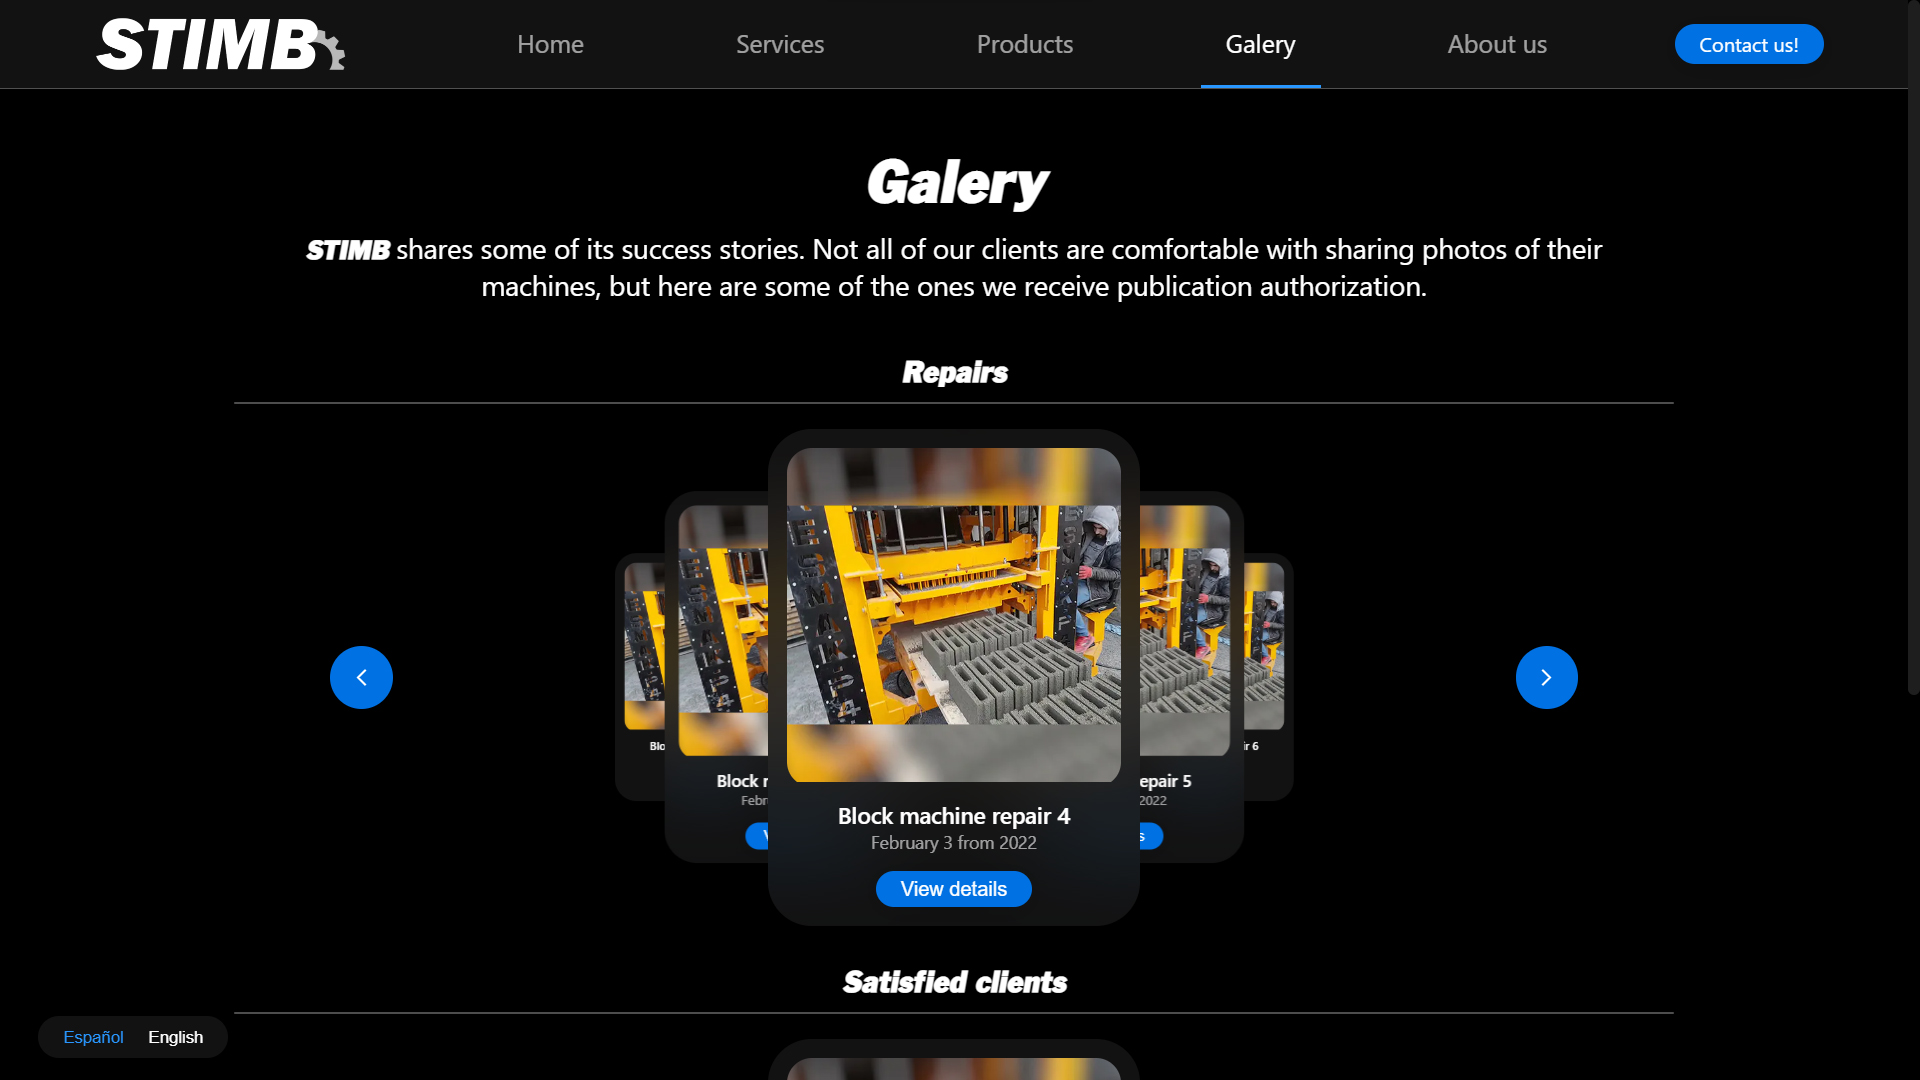 STIMB
Home
Services
Products
Galery
About us
Contact us!
Galery
STIMB shares some of its success stories. Not all of our clients are comfortable with sharing photos of their
machines, but here are some of the ones we receive publication authorization.
Repairs
Block machine repair 4
February 3 from 2022
View details
epair 5
2022
ir 6
Satisfied clients
Español
English